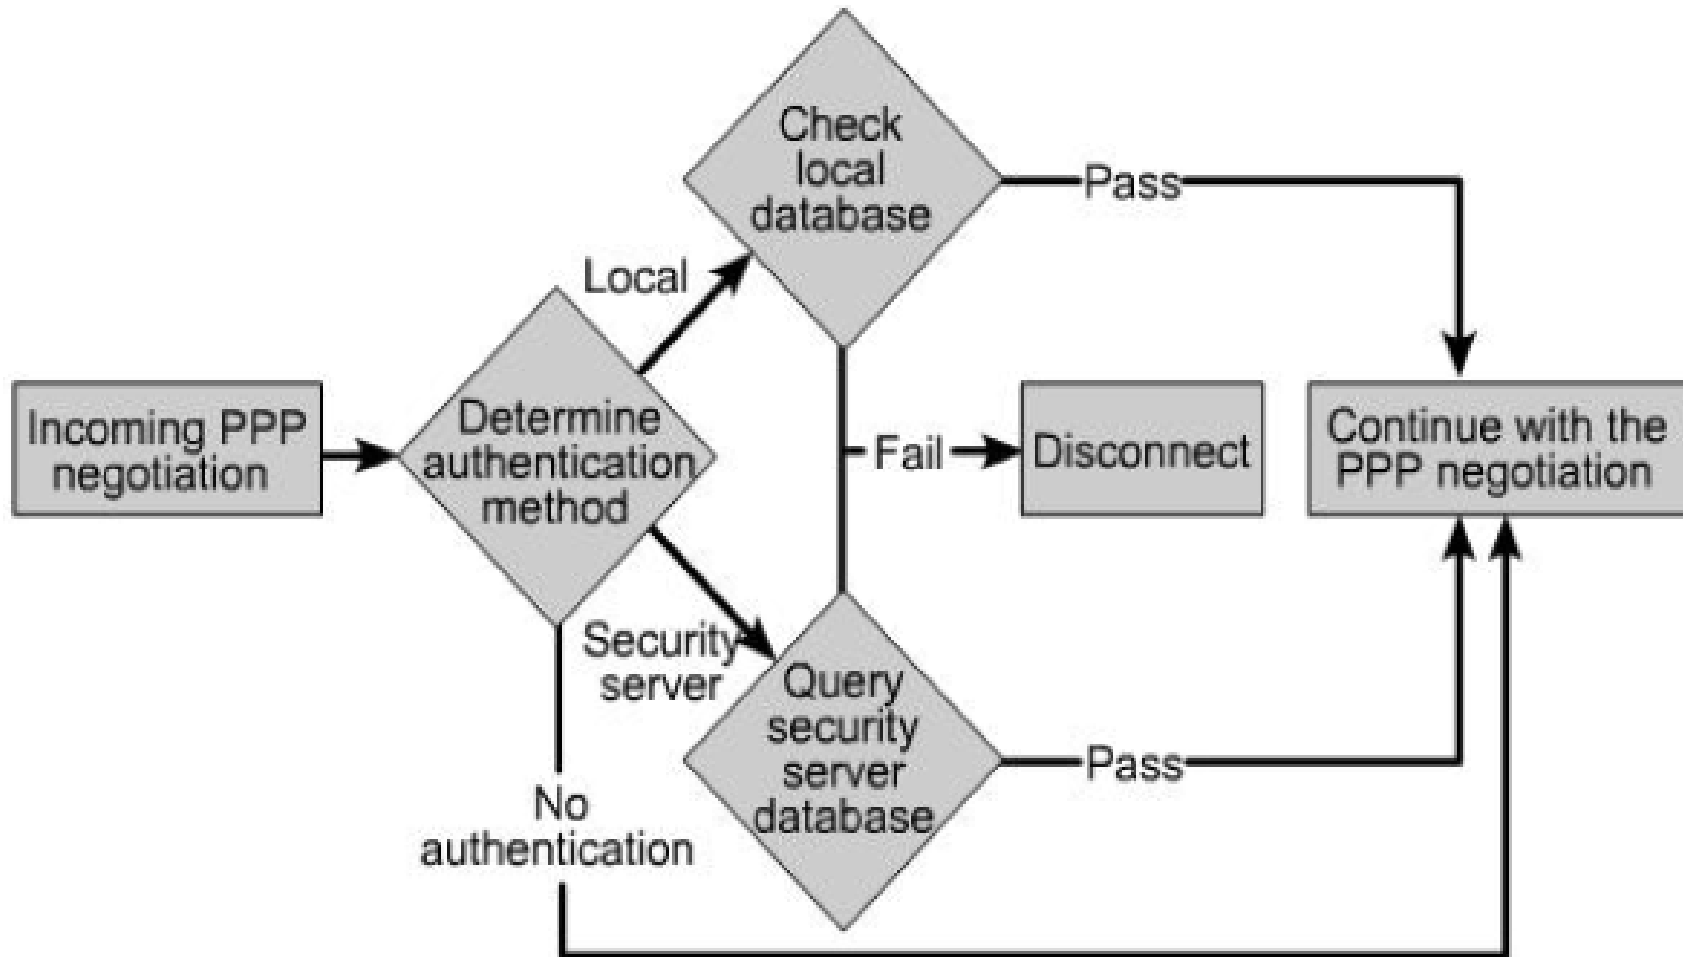 Incoming PPP
negotiation
Determine
authentication
method
Local
Check
local
database
Pass
Fail
Disconnect
Continue with the
PPP negotiation
Security
server
Query
security
server
database
Pass
No
authentication